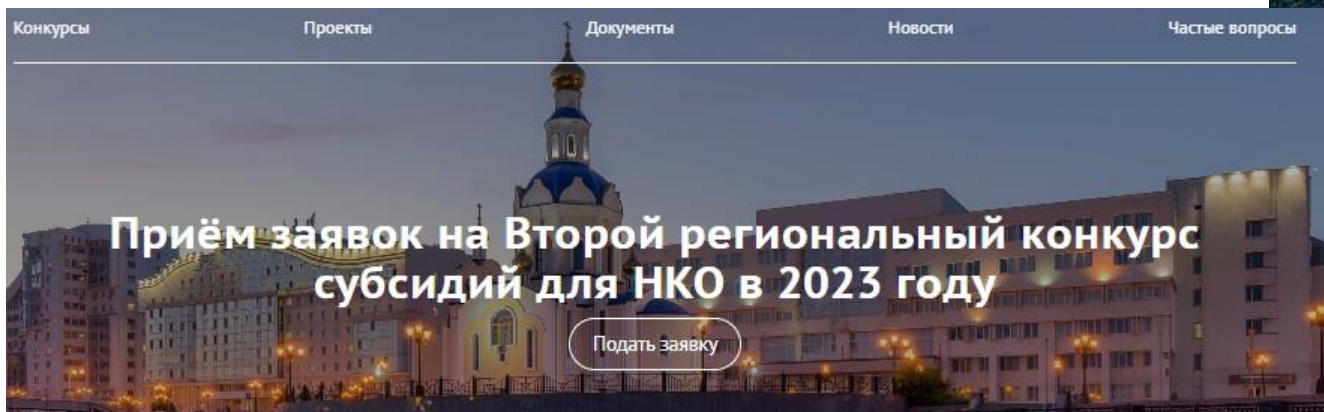 Конкурсы Проекты Документы Новости Частые вопросы
Приём заявок на Второй региональный конкурс
субсидий для НКО в 2023 году
Подать заявку